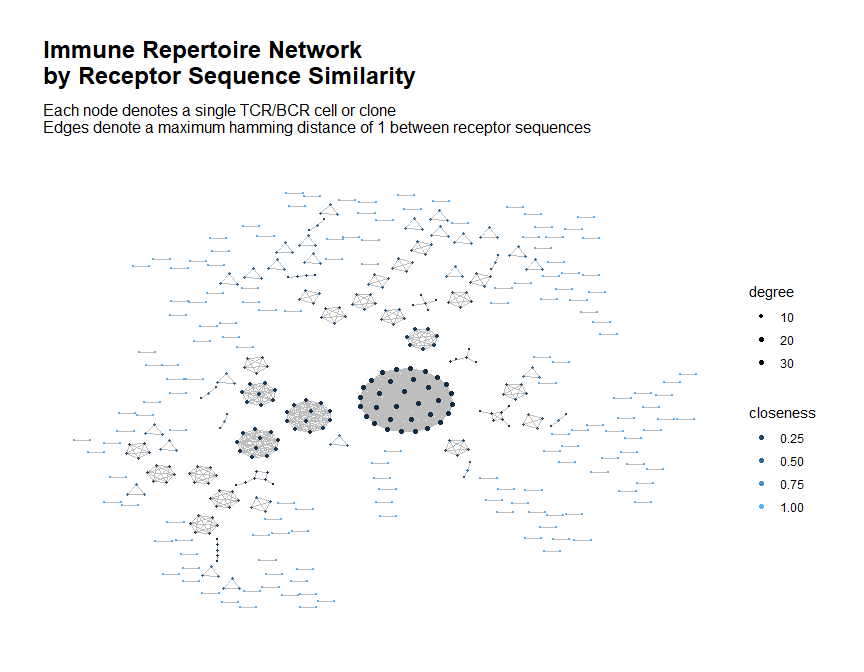 Immune Repertoire Network
by Receptor Sequence Similarity
Each node denotes a single TCR/BCR cell or clone
Edges denote a maximum hamming distance of 1 between receptor sequences
degree
10
20
30
closeness
0.25
0.50
0.75
1.00